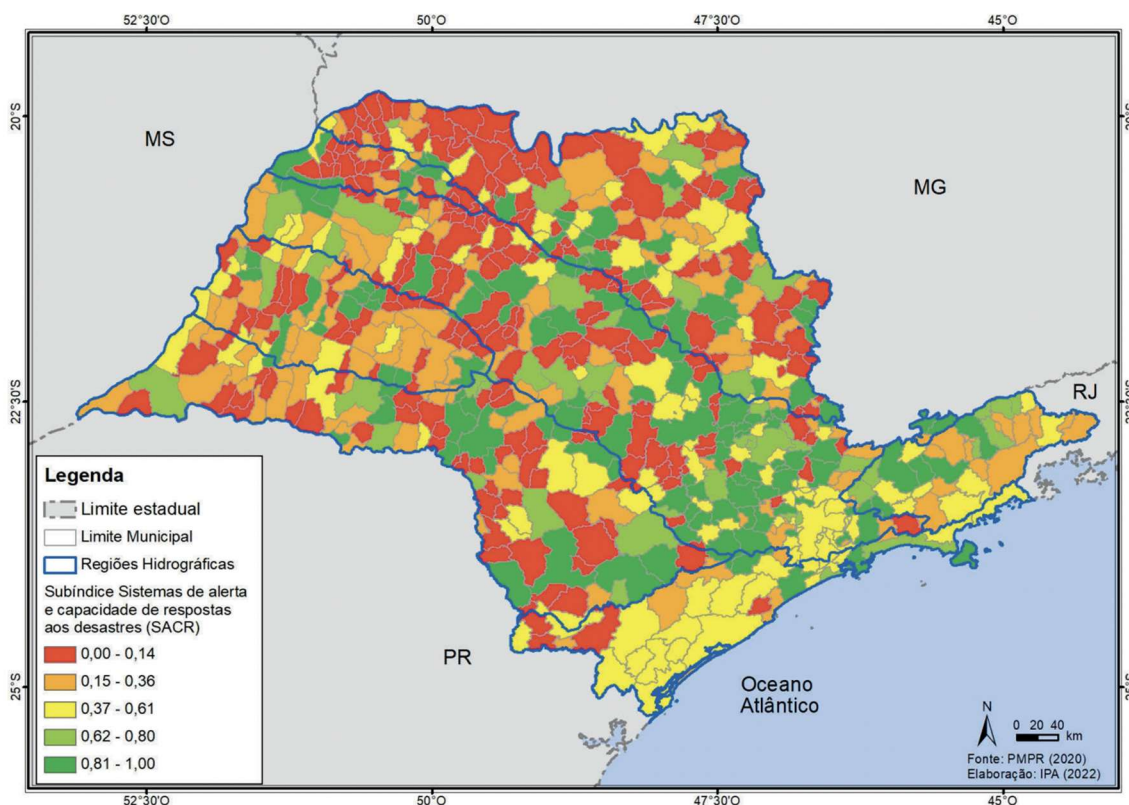 52°30'O 50°O 47°30'O 45°O
20°S
MS
MG
22°30'S
RJ
Legenda
Limite estadual
Limite Municipal
Regiões Hidrográficas
Subíndice Sistemas de alerta
e capacidade de respostas
aos desastres (SACR)
0,00 - 0,14
0,15 - 0,36
0,37 - 0,61
0,62 - 0,80
0,81 - 1,00
PR
Oceano
Atlântico
25°S
N
0 20 40
km
Fonte: PMPR (2020)
Elaboração: IPA (2022)
52°30'O 50°O 47°30'O 45°O